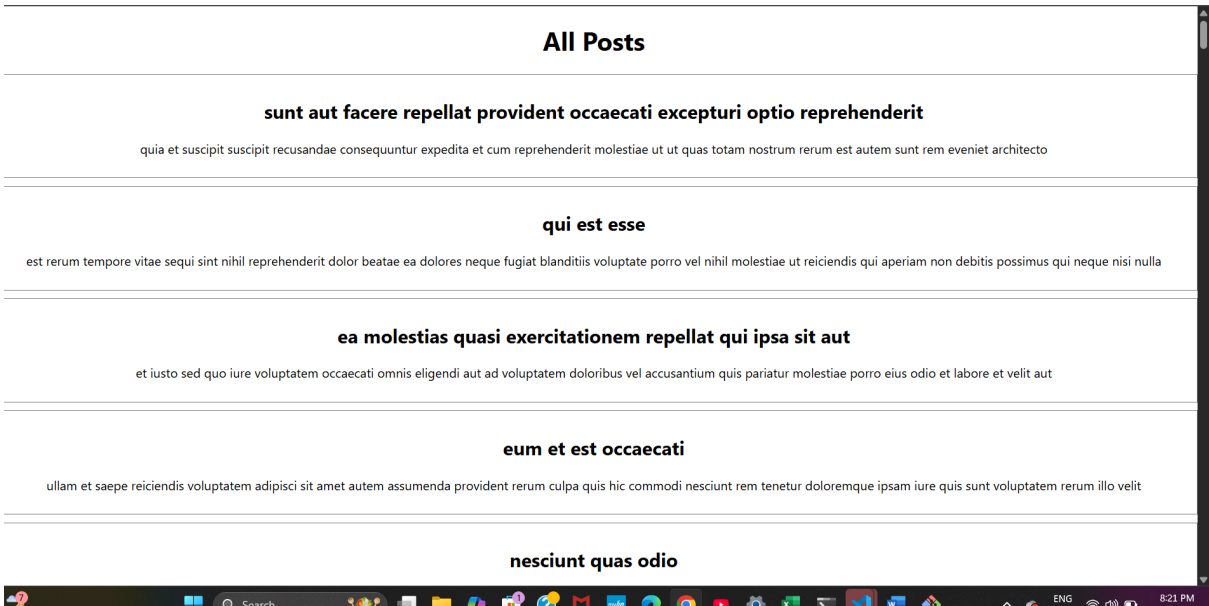 All Posts
sunt aut facere repellat provident occaecati excepturi optio reprehenderit
quia et suscipit suscipit recusandae consequuntur expedita et cum reprehenderit molestiae ut ut quas totam nostrum rerum est autem sunt rem eveniet architecto
qui est esse
est rerum tempore vitae sequi sint nihil reprehenderit dolor beatae ea dolores neque fugiat blanditiis voluptate porro vel nihil molestiae ut reiciendis qui aperiam non debitis possimus qui neque nisi nulla
ea molestias quasi exercitationem repellat qui ipsa sit aut
et iusto sed quo iure voluptatem occaecati omnis eligendi aut ad voluptatem doloribus vel accusantium quis pariatur molestiae porro eius odio et labore et velit aut
eum et est occaecati
ullam et saepe reiciendis voluptatem adipisci sit amet autem assumenda provident rerum culpa quis hic commodi nesciunt rem tenetur doloremque ipsam iure quis sunt voluptatem rerum illo velit
nesciunt quas odio
7 Search 1 ENG 8:21 PM